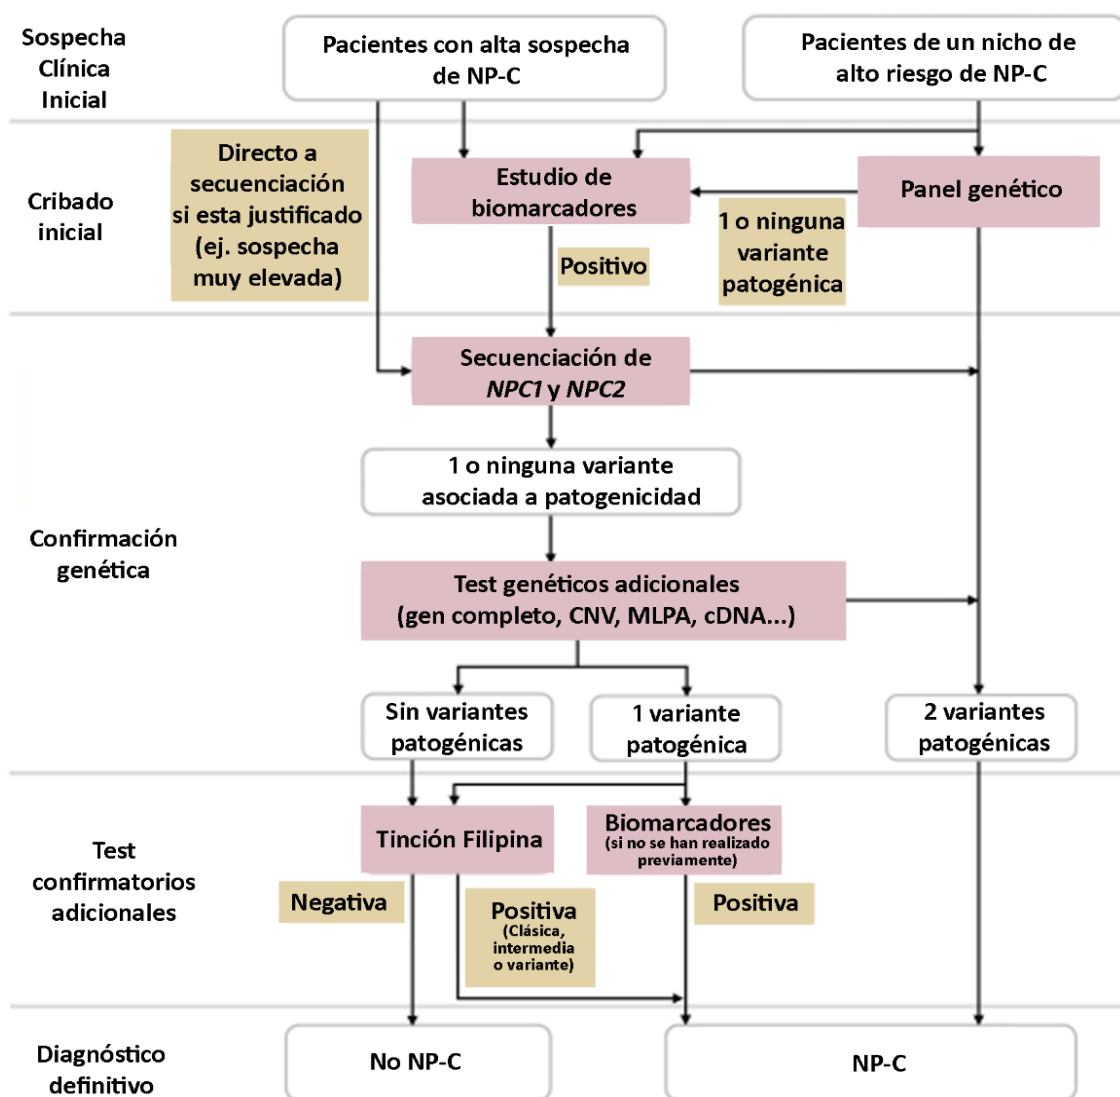 Sospecha
Clínica
Inicial
Pacientes con alta sospecha
de NP-C
Pacientes de un nicho de
alto riesgo de NP-C
Cribado
inicial
Directo a
secuenciación
si esta justificado
(ej. sospecha
muy elevada)
Estudio de
biomarcadores
Panel genético
1 o ninguna
variante
patogénica
Positivo
Confirmación
genética
Secuenciación de
NPC1 y NPC2
1 o ninguna variante
asociada a patogenicidad
Test genéticos adicionales
(gen completo, CNV, MLPA, cDNA...)
Sin variantes
patogénicas
1 variante
patogénica
2 variantes
patogénicas
Test
confirmatorios
adicionales
Tinción Filipina
Biomarcadores
(si no se han realizado
previamente)
Negativa
Positiva
(Clásica,
intermedia
o variante)
Positiva
Diagnóstico
definitivo
No NP-C
NP-C